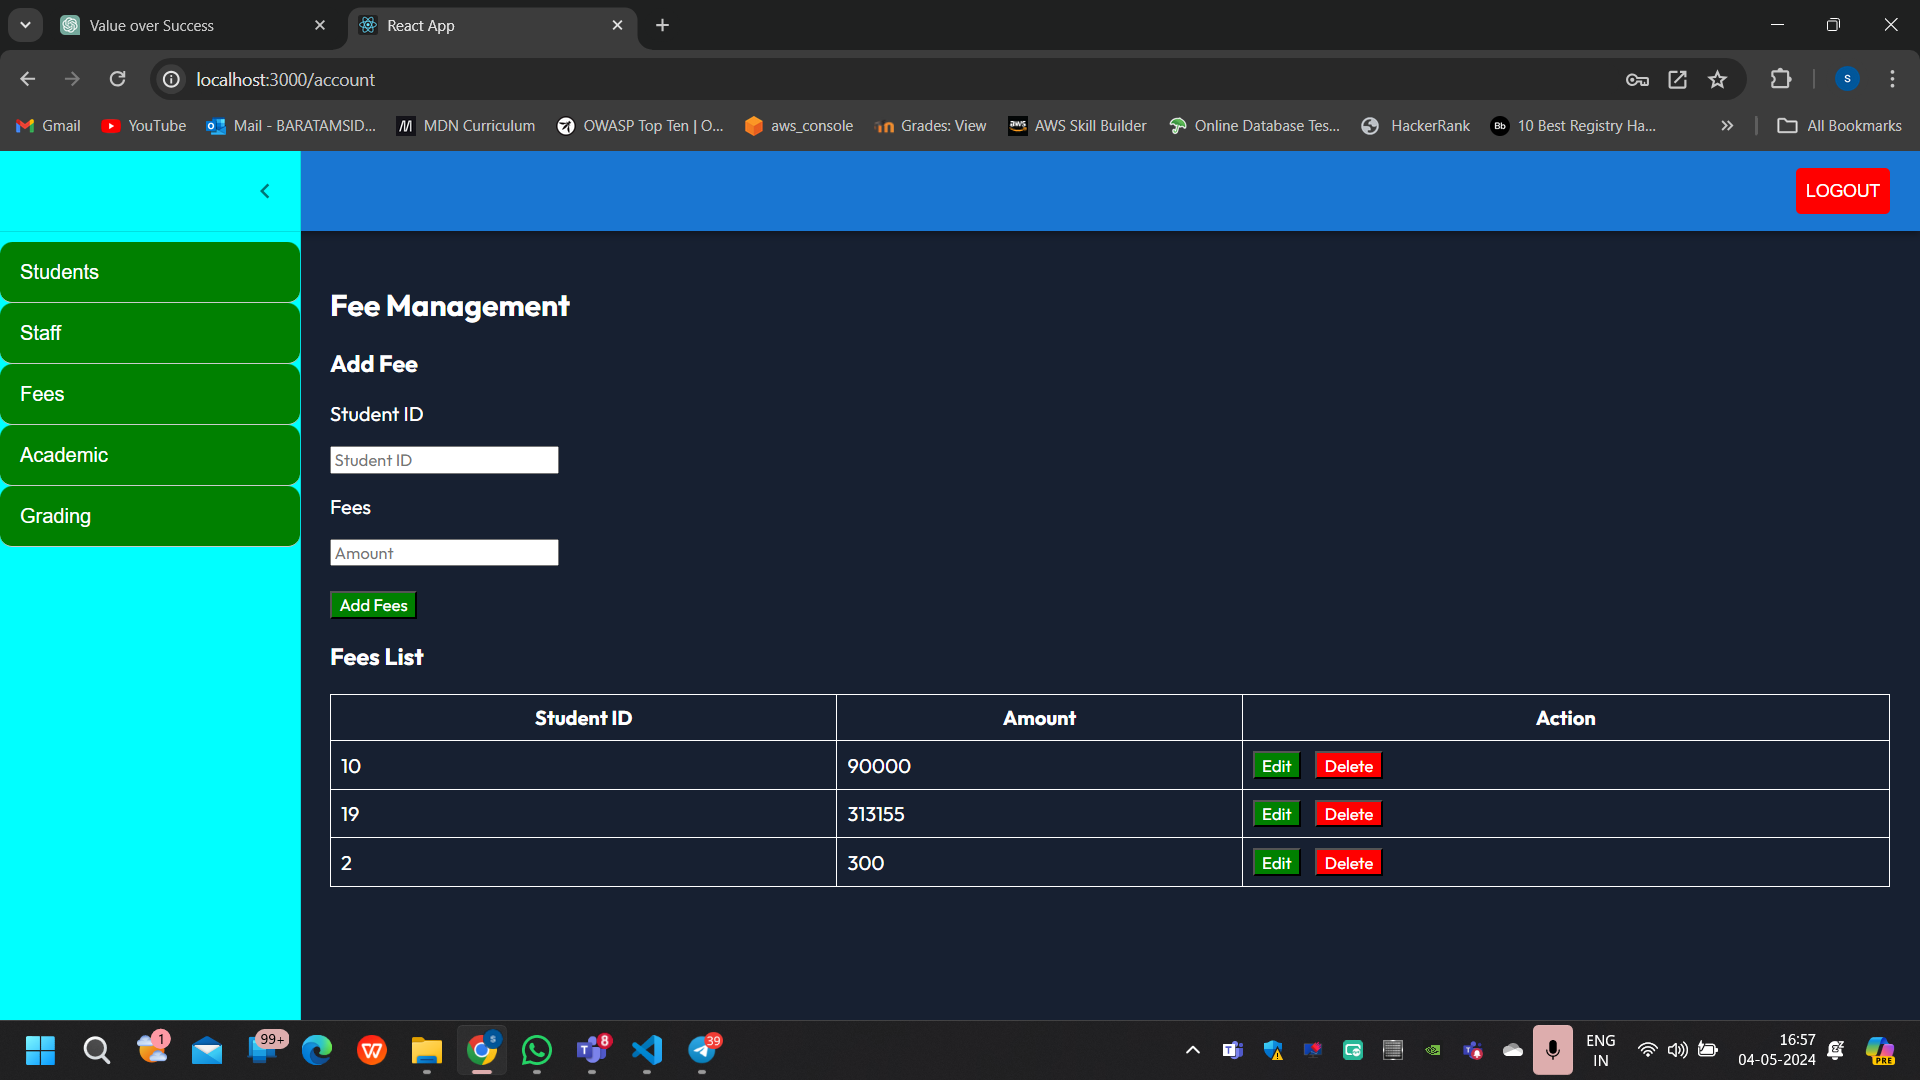 Value over Success
React App
localhost:3000/account
S
Gmail
YouTube
Mail - BARATAMSID...
MDN Curriculum
OWASP Top Ten | O...
aws_console
Grades: View
AWS Skill Builder
Online Database Tes...
HackerRank
Bb
10 Best Registry Ha...
All Bookmarks
LOGOUT
Students
Staff
Fees
Academic
Grading
Fee Management
Add Fee
Student ID
Student ID
Fees
Amount
Add Fees
Fees List
Student ID Amount Action
10 90000 Edit Delete
19 313155 Edit Delete
2 300 Edit Delete
1
99+
8
39
ENG
IN
16:57
04-05-2024
PRE